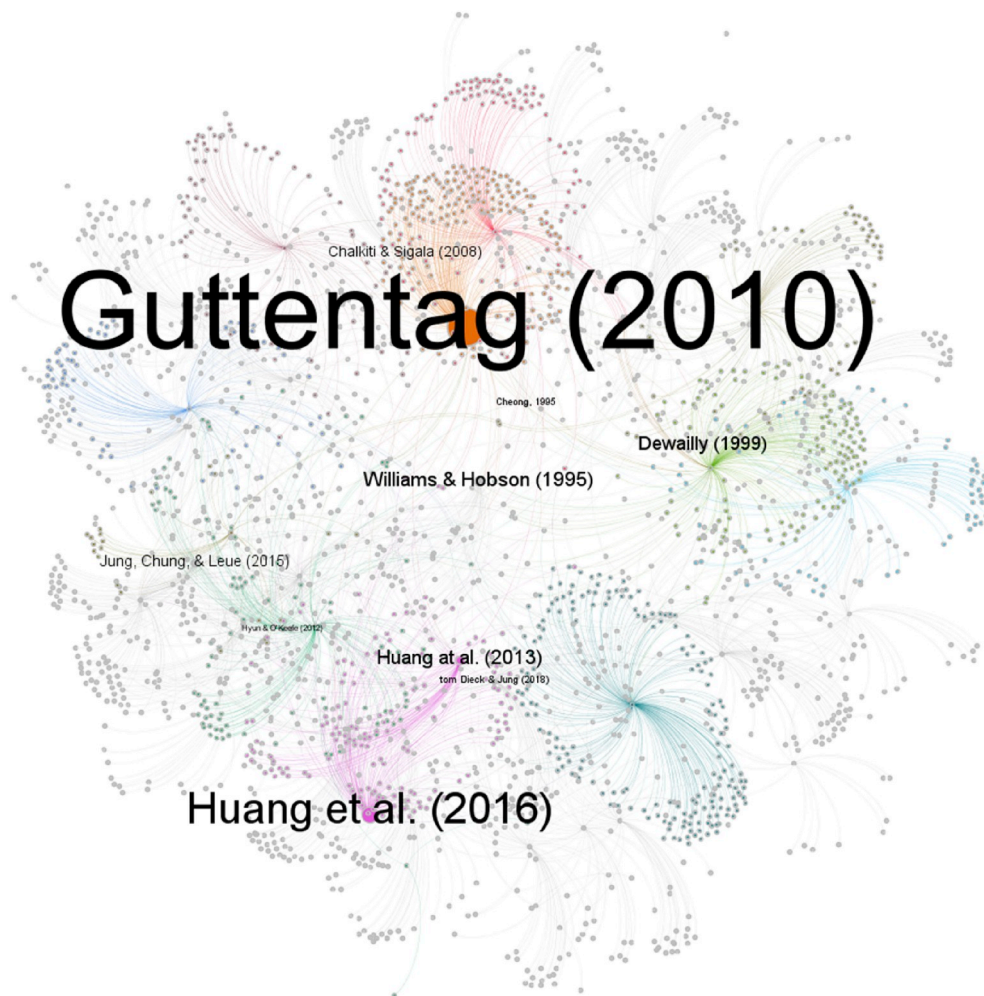 Chalkiti & Sigala (2008)
Guttentag (2010)
Cheong, 1995
Dewailly (1999)
Williams & Hobson (1995)
Jung, Chung, & Leue (2015)
Hyun & O'Keefe (2012)
Huang at al. (2013)
tom Dieck & Jung (2018)
Huang et al. (2016)